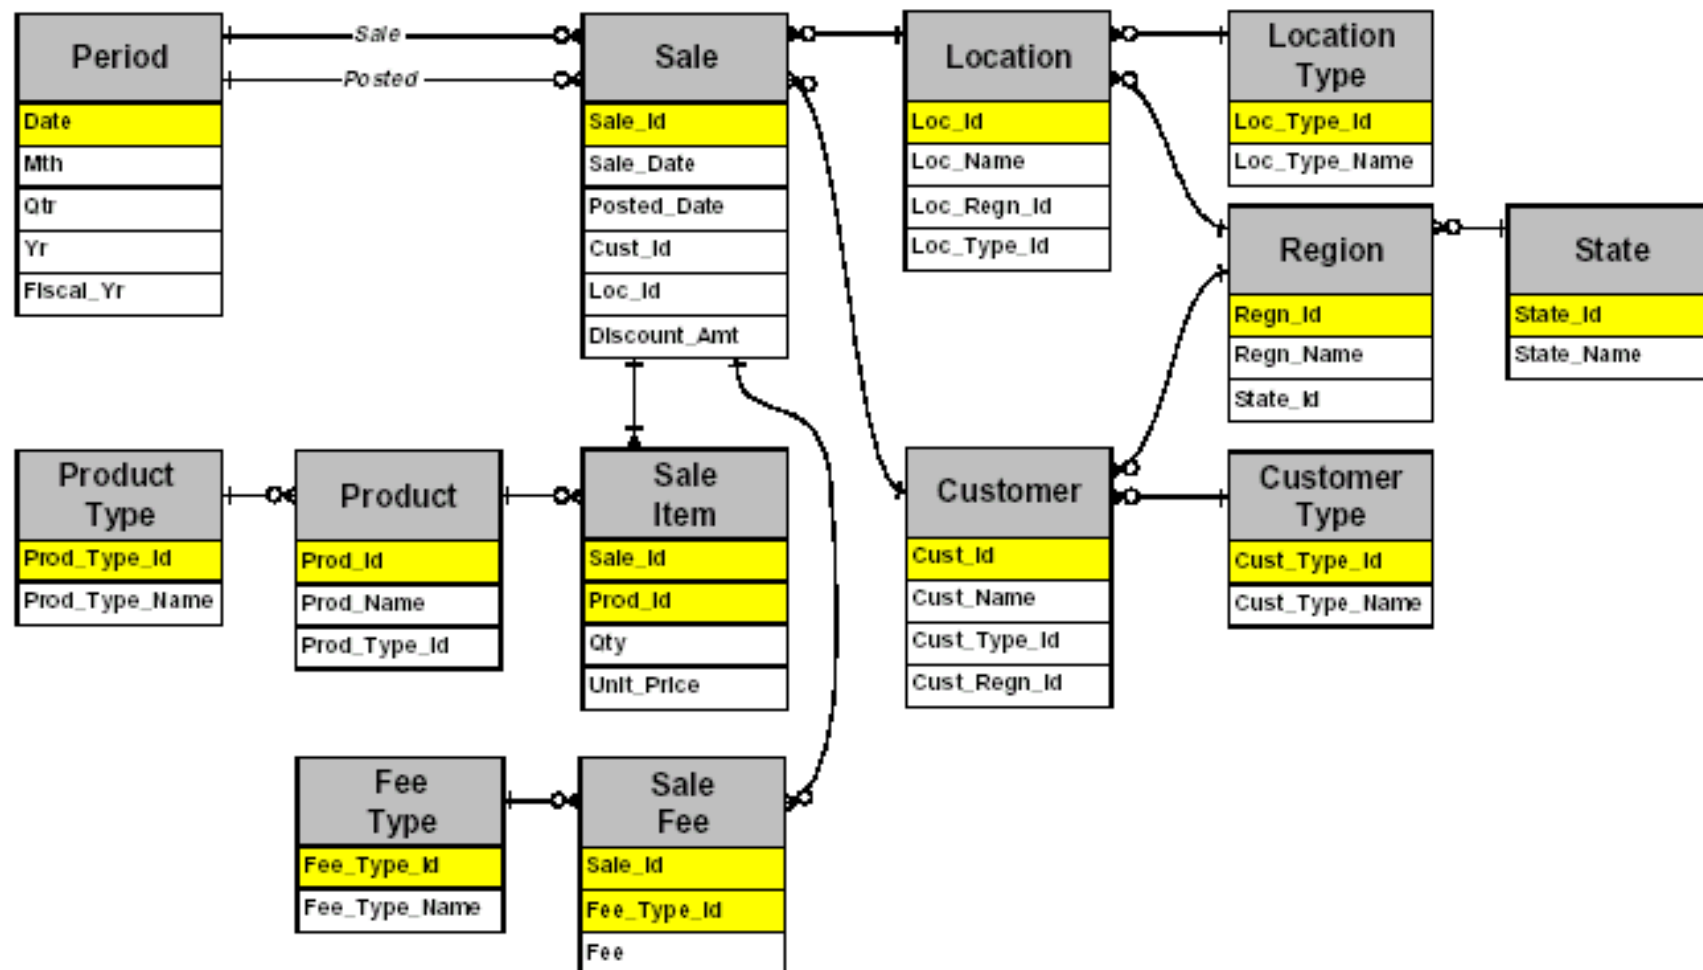 Period
Date
Mth
Qtr
Yr
Fiscal_Yr
Sale
Posted
Sale
Sale_Id
Sale_Date
Posted_Date
Cust_Id
Loc_Id
Discount_Amt
Location
Loc_Id
Loc_Name
Loc_Regn_Id
Loc_Type_Id
Location
Type
Loc_Type_Id
Loc_Type_Name
Region
Regn_Id
Regn_Name
State_Id
State
State_Id
State_Name
Product
Type
Prod_Type_Id
Prod_Type_Name
Product
Prod_Id
Prod_Name
Prod_Type_Id
Sale
Item
Sale_Id
Prod_Id
Qty
Unit_Price
Customer
Cust_Id
Cust_Name
Cust_Type_Id
Cust_Regn_Id
Customer
Type
Cust_Type_Id
Cust_Type_Name
Fee
Type
Fee_Type_Id
Fee_Type_Name
Sale
Fee
Sale_Id
Fee_Type_Id
Fee